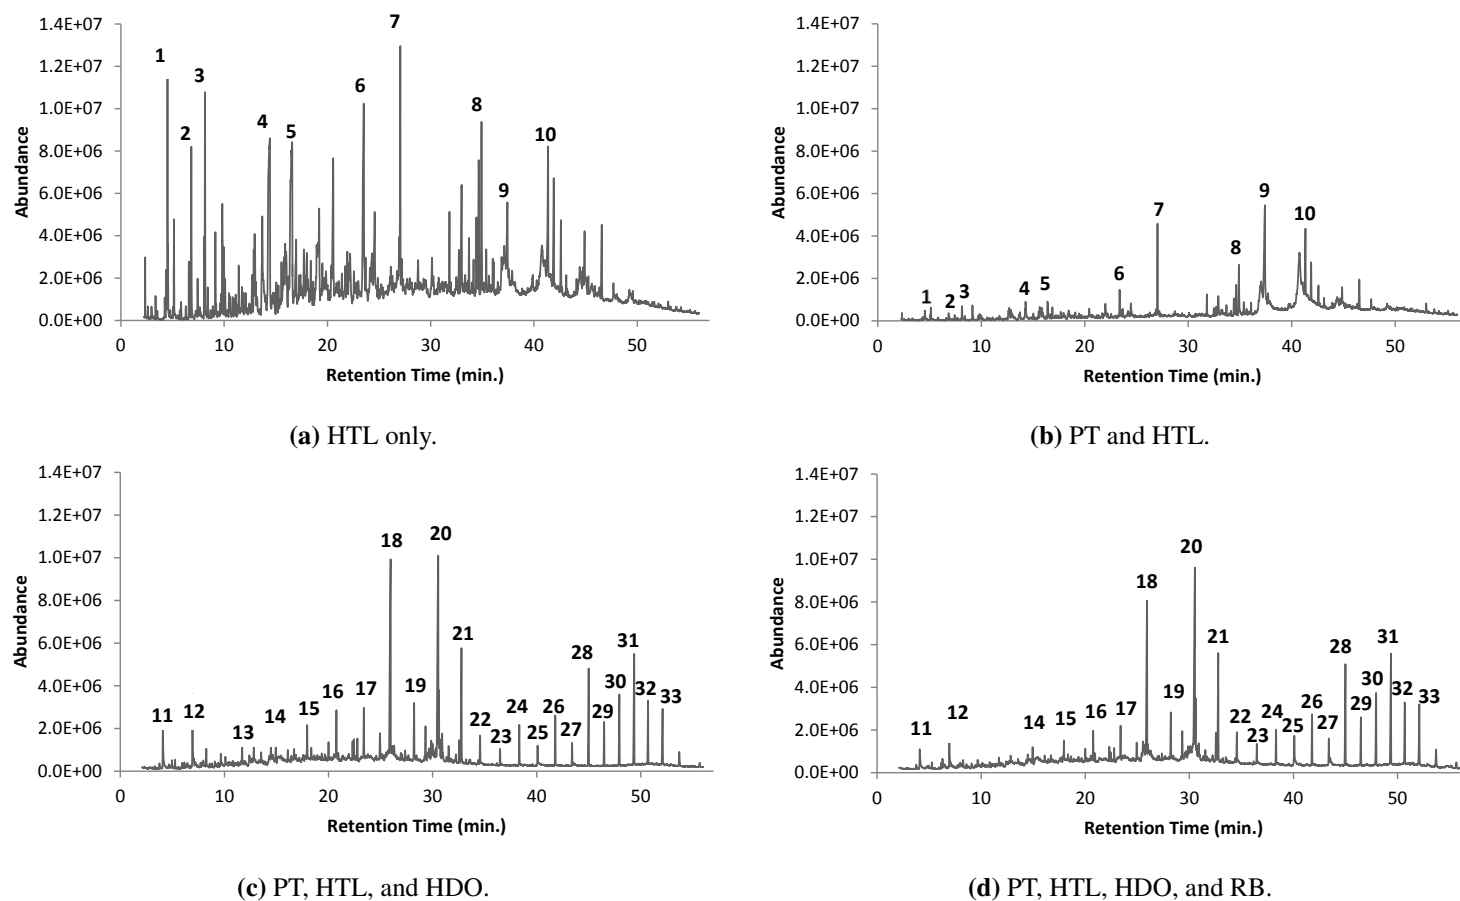 1.4E+07
1.2E+07
1.0E+07
8.0E+06
6.0E+06
4.0E+06
2.0E+06
0.0E+00
Abundance
0 10 20 30 40 50
Retention Time (min.)
1 2 3 4 5 6 7 8 9 10
(a) HTL only.
1.4E+07
1.2E+07
1.0E+07
8.0E+06
6.0E+06
4.0E+06
2.0E+06
0.0E+00
Abundance
0 10 20 30 40 50
Retention Time (min.)
1 2 3 4 5 6 7 8 9 10
(b) PT and HTL.
1.4E+07
1.2E+07
1.0E+07
8.0E+06
6.0E+06
4.0E+06
2.0E+06
0.0E+00
Abundance
0 10 20 30 40 50
Retention Time (min.)
11 12 13 14 15 16 17 18 19 20 21 22 23 24 25 26 27 28 29 30 31 32 33
(c) PT, HTL, and HDO.
1.4E+07
1.2E+07
1.0E+07
8.0E+06
6.0E+06
4.0E+06
2.0E+06
0.0E+00
Abundance
0 10 20 30 40 50
Retention Time (min.)
11 12 14 15 16 17 18 19 20 21 22 23 24 25 26 27 28 29 30 31 32 33
(d) PT, HTL, HDO, and RB.